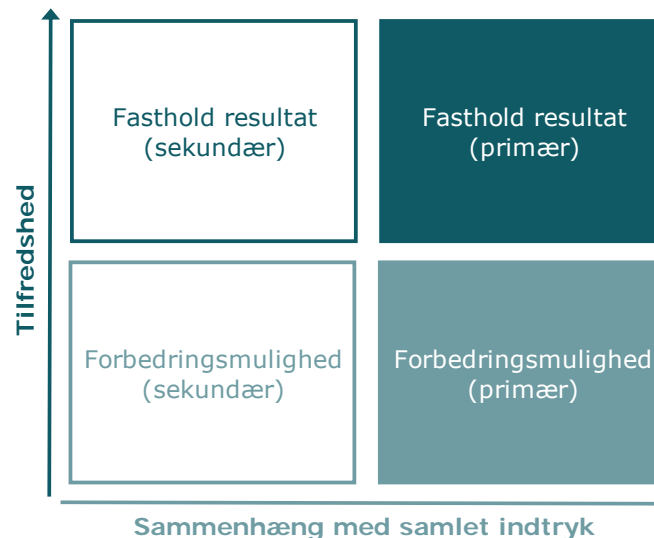 Fasthold resultat
(sekundær)
Fasthold resultat
(primær)
Tilfredshed
Forbedringsmulighed
(sekundær)
Forbedringsmulighed
(primær)
Sammenhæng med samlet indtryk